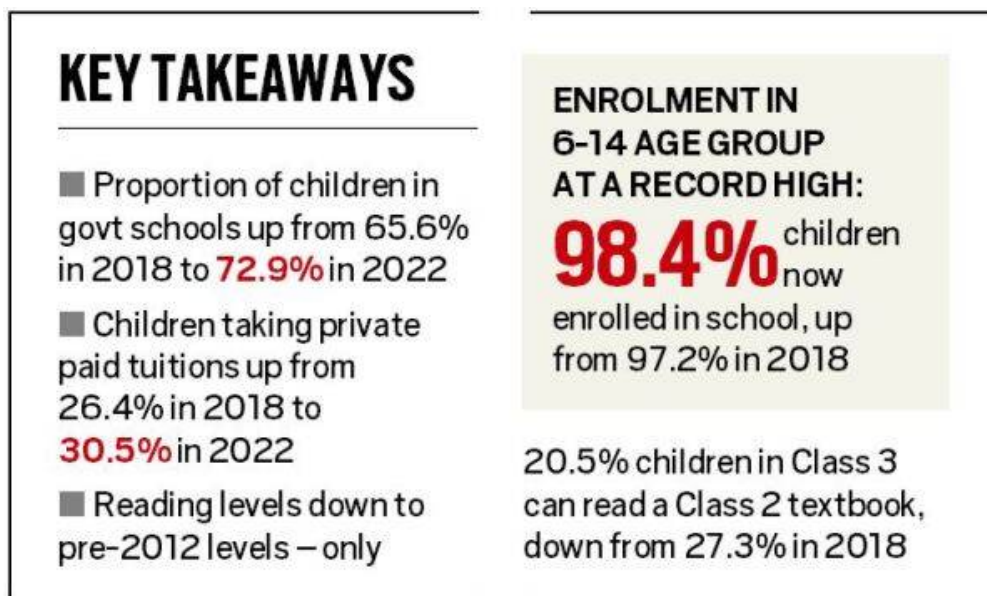 KEY TAKEAWAYS
■ Proportion of children in
govt schools up from 65.6%
in 2018 to 72.9% in 2022
■ Children taking private
paid tuitions up from
26.4% in 2018 to
30.5% in 2022
■ Reading levels down to
pre-2012 levels – only
ENROLMENT IN
6-14 AGE GROUP
AT A RECORD HIGH:
98.4% children
now
enrolled in school, up
from 97.2% in 2018
20.5% children in Class 3
can read a Class 2 textbook,
down from 27.3% in 2018